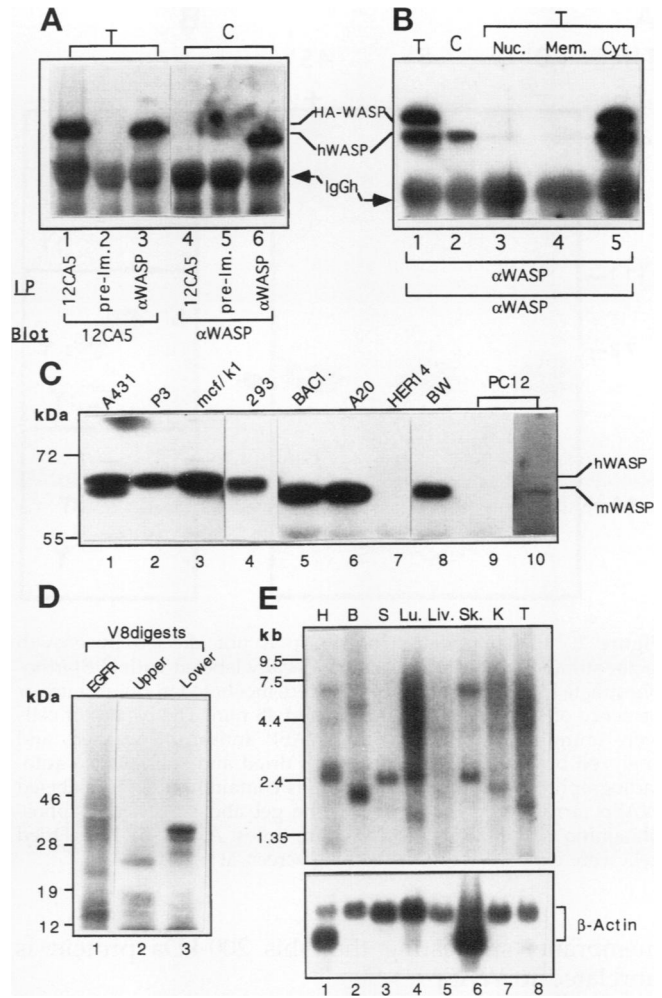 A
T
C
HA-WASP
hWASP
IgGh
1 2 3 4 5 6
IP
12CA5 pre-Im. αWASP 12CA5 pre-Im. αWASP
Blot
12CA5 αWASP
B
T
T C Nuc. Mem. Cyt.
1 2 3 4 5
αWASP
αWASP
C
A431 P3 mcf/k1 293 BAC1. A20 HER14 BW PC12
kDa
72
55
hWASP
mWASP
1 2 3 4 5 6 7 8 9 10
D
V8digests
EGFR Upper Lower
kDa
46
28
19
12
1 2 3
E
H B S Lu. Liv. Sk. K T
kb
9.5
7.5
4.4
2.4
1.35
β-Actin
1 2 3 4 5 6 7 8